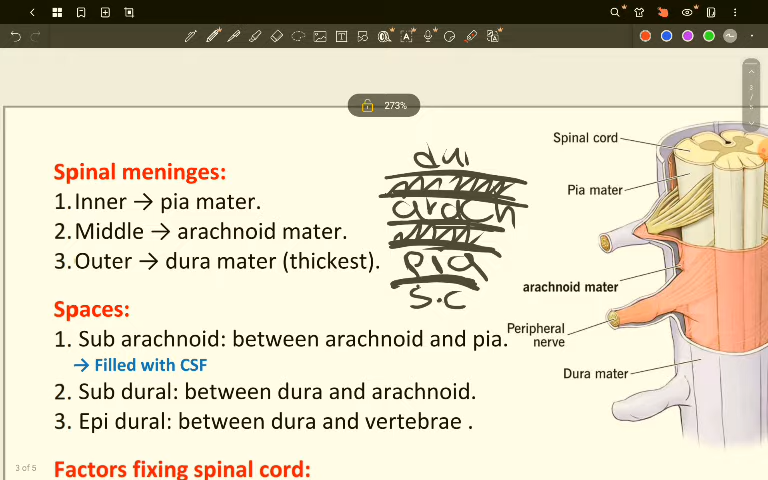 273%
Spinal meninges:
1. Inner → pia mater.
2. Middle → arachnoid mater.
3. Outer → dura mater (thickest).
Spaces:
1. Sub arachnoid: between arachnoid and pia.
→ Filled with CSF
2. Sub dural: between dura and arachnoid.
3. Epi dural: between dura and vertebrae .
Factors fixing spinal cord:
arach
pia
S.C
Spinal cord
Pia mater
arachnoid mater
Peripheral
nerve
Dura mater
3
/
5
3 of 5